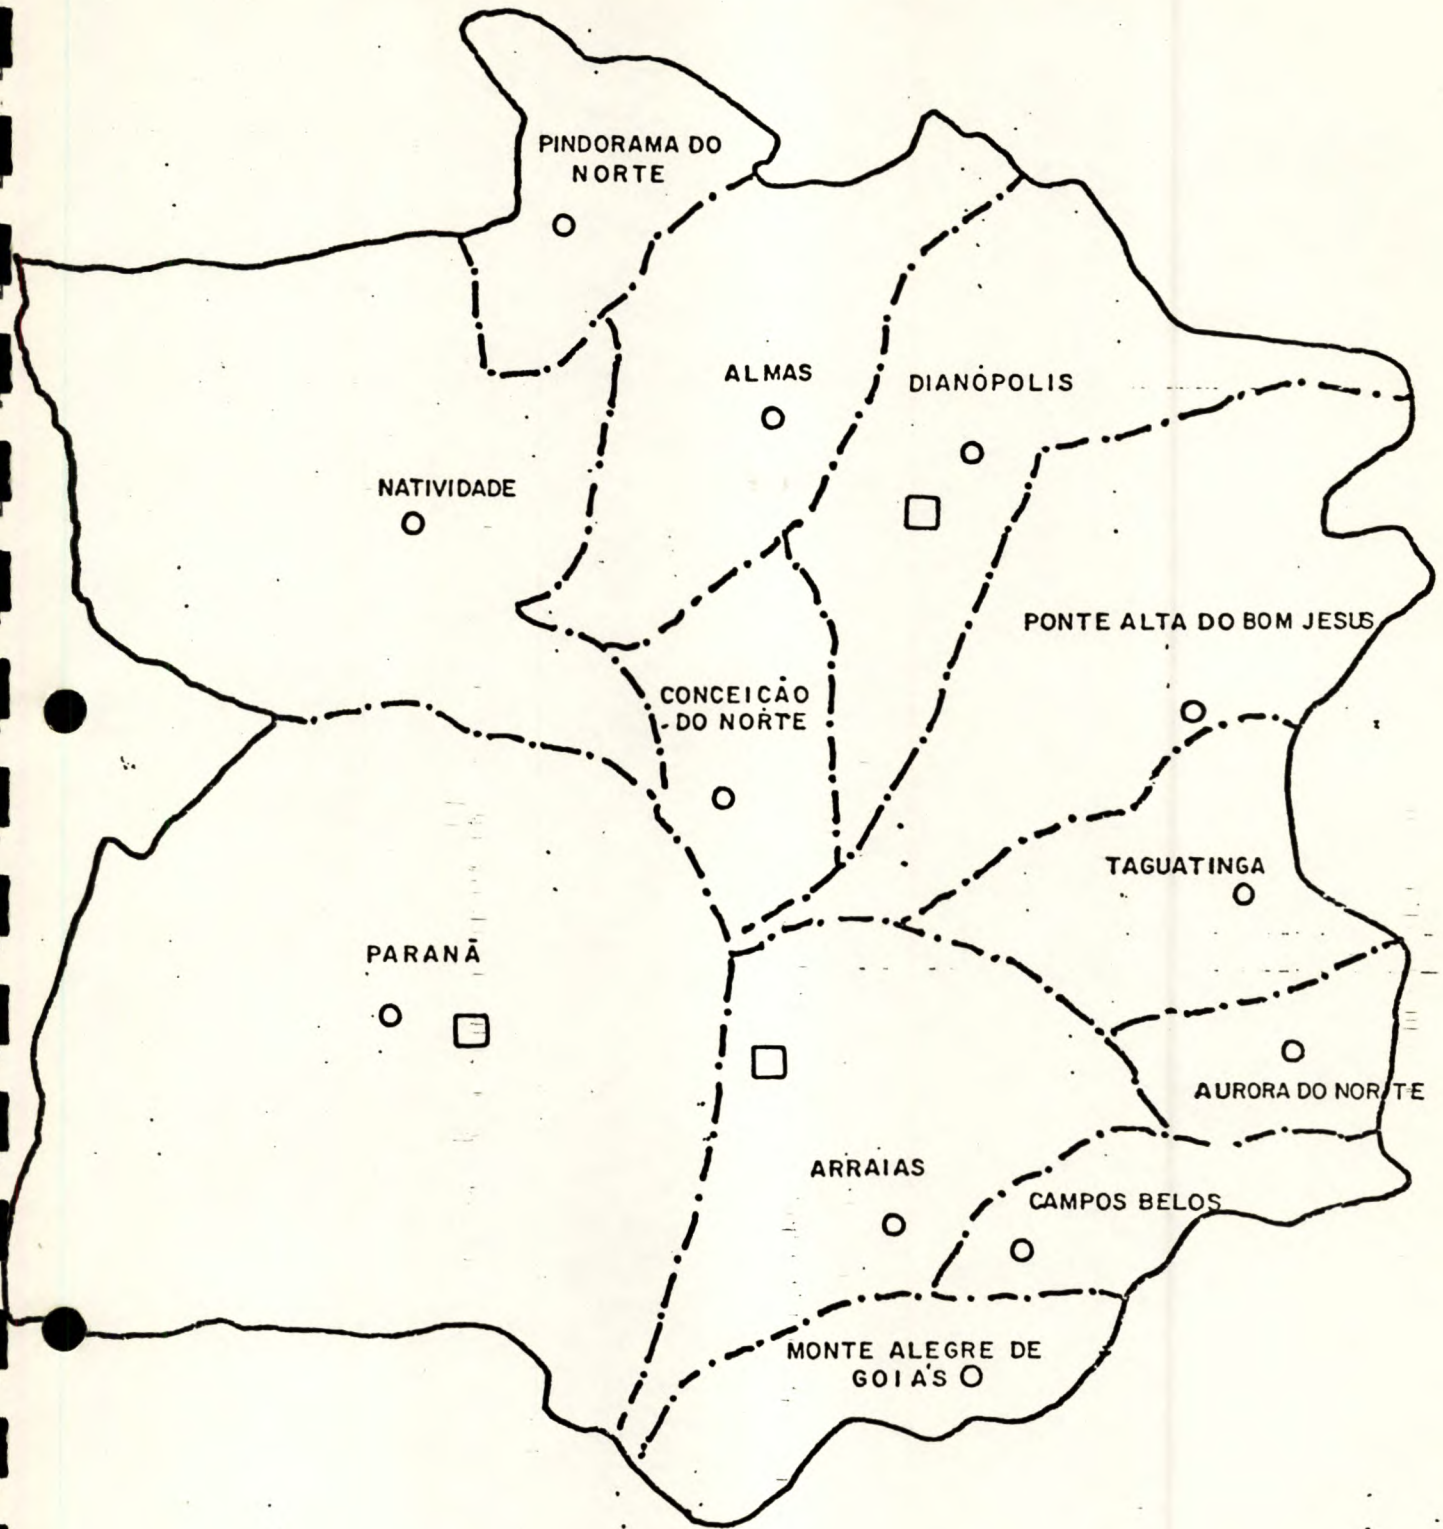 PINDORAMA DO
NORTE
ALMAS
DIANÓPOLIS
NATIVIDADE
PONTE ALTA DO BOM JESUS
CONCEIÇÃO
DO NORTE
TAGUATINGA
PARANÃ
AURORA DO NORTE
ARRAIAS
CAMPOS BELOS
MONTE ALEGRE DE
GOIÁS